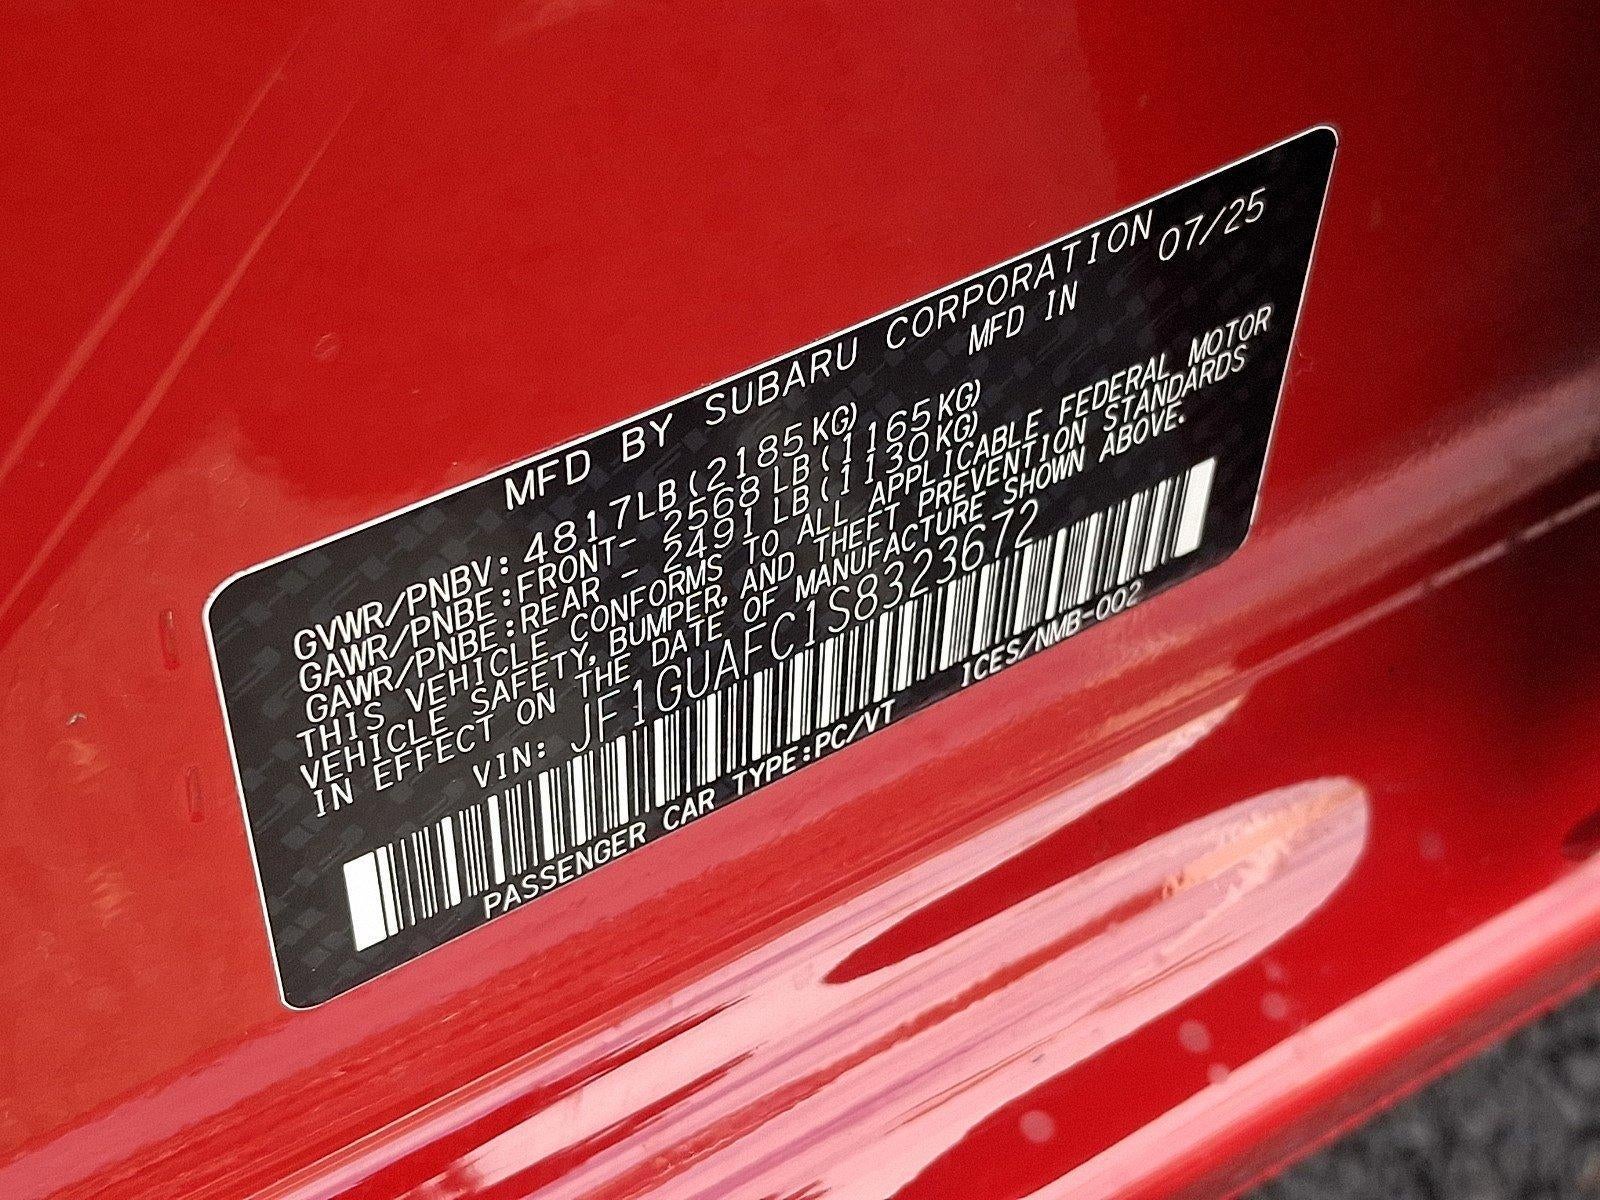 MFD BY SUBARU CORPORATION
MFD IN 07/25
GVWR/PNBV: 4817LB(2185KG)
GAWR/PNBE:FRONT- 2568LB(1165KG)
GAWR/PNBE:REAR - 2491LB(1130KG)
THIS VEHICLE CONFORMS TO ALL APPLICABLE FEDERAL MOTOR
VEHICLE SAFETY, BUMPER, AND THEFT PREVENTION STANDARDS
IN EFFECT ON THE DATE OF MANUFACTURE SHOWN ABOVE.
VIN: JF1GUAFC1S8323672
PASSENGER CAR TYPE:PC/VT ICES/NMB-002